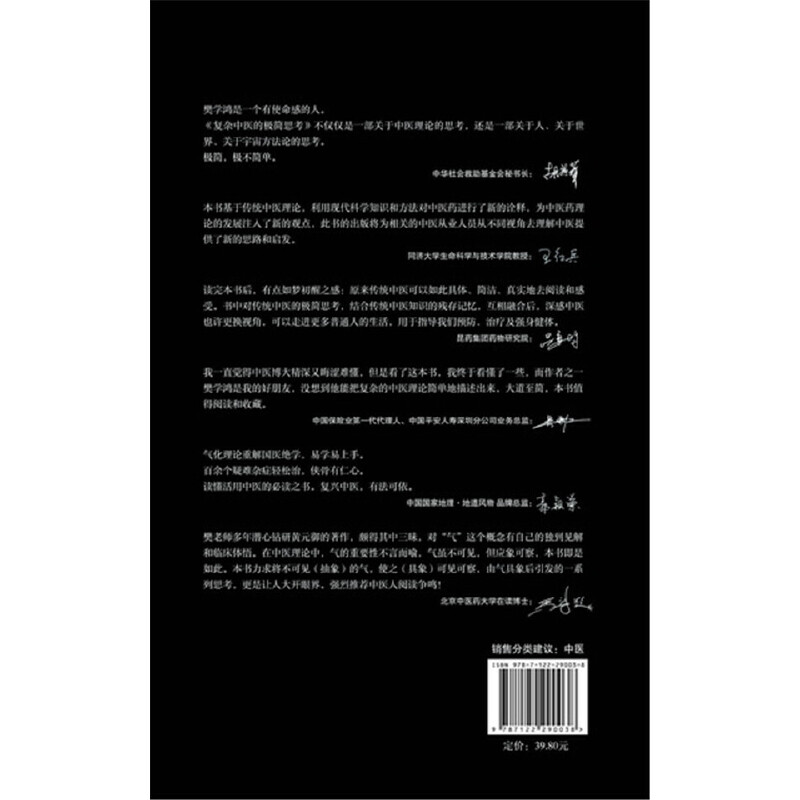 樊学鸿是一个有使命感的人。
《复杂中医的极简思考》不仅仅是一部关于中医理论的思考，还是一部关于人、关于世
界、关于宇宙方法论的思考。
极简，极不简单。
中华社会救助基金会秘书长：
本书基于传统中医理论，利用现代科学知识和方法对中医药进行了新的诠释，为中医药理论
的发展注入了新的观点，此书的出版将为相关的中医从业人员从不同视角去理解中医提
供了新的思路和启发。
同济大学生命科学与技术学院教授：王红兵
读完本书后，有点如梦初醒之感：原来传统中医可以如此具体、简洁、真实地去阅读和感
受。书中对传统中医的极简思考，结合传统中医知识的残存记忆，互相融合后，深感中医
也许更换视角，可以走进更多普通人的生活，用于指导我们预防，治疗及强身健体。
昆药集团药物研究院：
我一直觉得中医博大精深又晦涩难懂，但是看了这本书，我终于看懂了一些，而作者之一
樊学鸿是我的好朋友，没想到他能把复杂的中医理论简单地描述出来，大道至简，本书值
得阅读和收藏。
中国保险业第一代代理人、中国平安人寿深圳分公司业务总监：
气化理论重解国医绝学，易学易上手。
百余个疑难杂症轻松治，侠骨有仁心。
读懂活用中医的必读之书，复兴中医，有法可依。
中国国家地理·地道风物 品牌总监：
樊老师多年潜心钻研黄元御的著作，颇得其中三昧。对“气”这个概念有自己的独到见解
和临床体悟。在中医理论中，气的重要性不言而喻，气虽不可见，但应象可察，本书即是
如此。本书力求将不可见（抽象）的气，使之（具象）可见可察，由气具象后引发的一系
列思考，更是让人大开眼界，强烈推荐中医人阅读争鸣！
北京中医药大学在读博士：
销售分类建议：中医
ISBN 978-7-122-29003-8
9 787122 290038 >
定价：39.80元